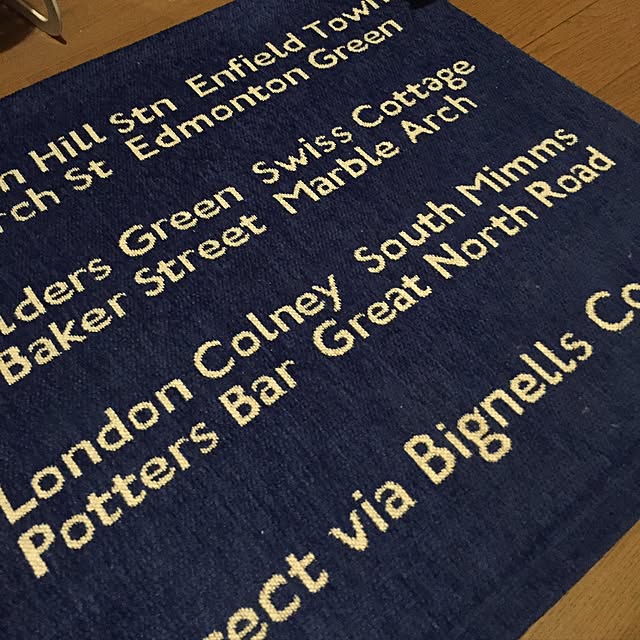 n Hill Stn Enfield Town
rch St Edmonton Green
lders Green Swiss Cottage
Baker Street Marble Arch
London Colney South Mimms
Potters Bar Great North Road
rect via Bignells Co